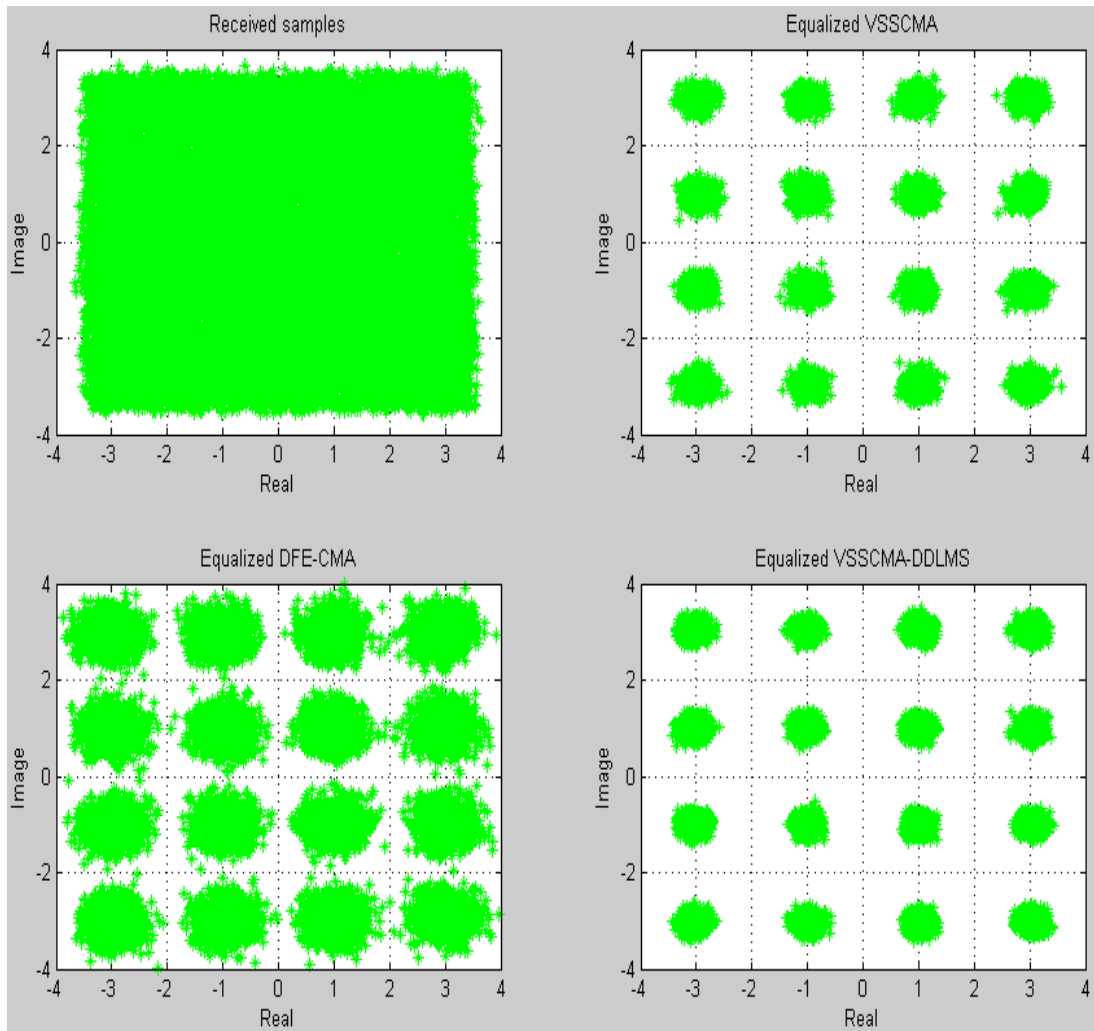 Received samples
4
2
0
-2
-4
Image
-4 -3 -2 -1 0 1 2 3 4
Real
Equalized VSSCMA
4
2
0
-2
-4
Image
-4 -3 -2 -1 0 1 2 3 4
Real
Equalized DFE-CMA
4
2
0
-2
-4
Image
-4 -3 -2 -1 0 1 2 3 4
Real
Equalized VSSCMA-DDLMS
4
2
0
-2
-4
Image
-4 -3 -2 -1 0 1 2 3 4
Real